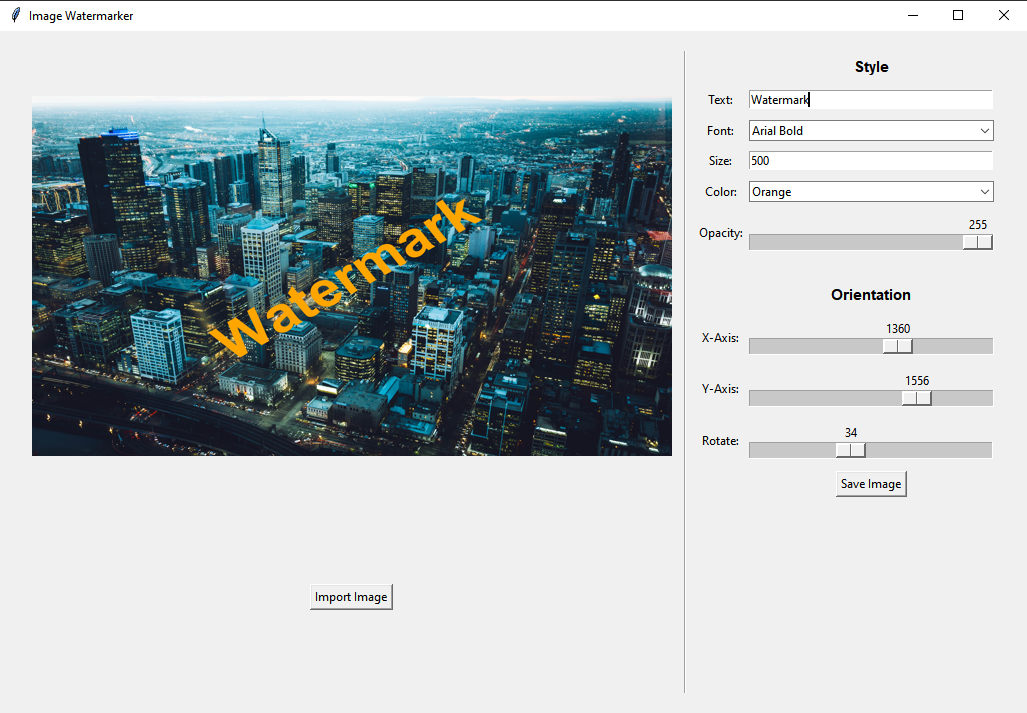 Image Watermarker
Watermark
Import Image
Style
Text: Watermark
Font: Arial Bold
Size: 500
Color: Orange
Opacity: 255
Orientation
X-Axis: 1360
Y-Axis: 1556
Rotate: 34
Save Image